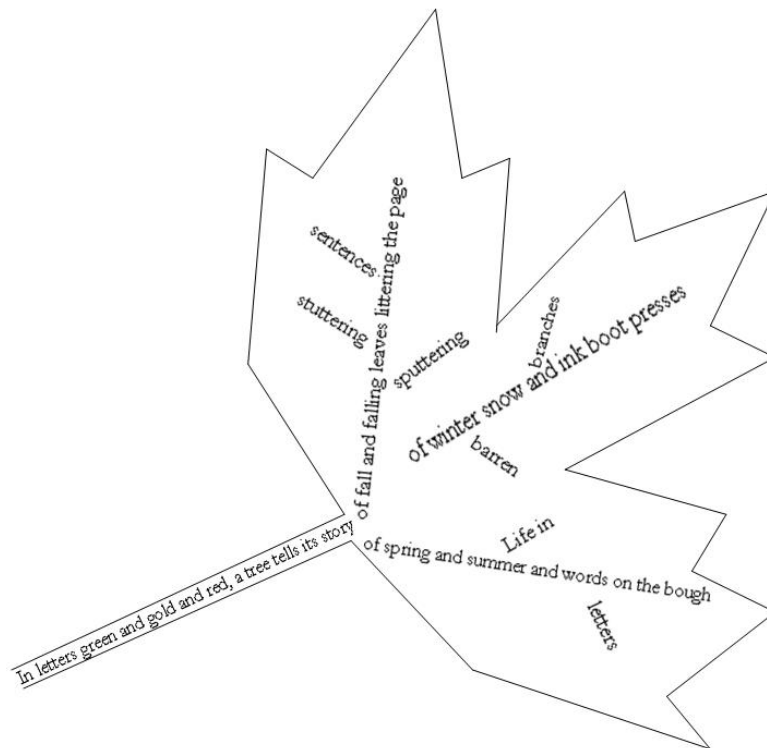 In letters green and gold and red, a tree tells its story
of fall and falling leaves littering the page
sentences
stuttering
sputtering
of winter snow and ink boot presses
branches
barren
of spring and summer and words on the bough
Life in
letters